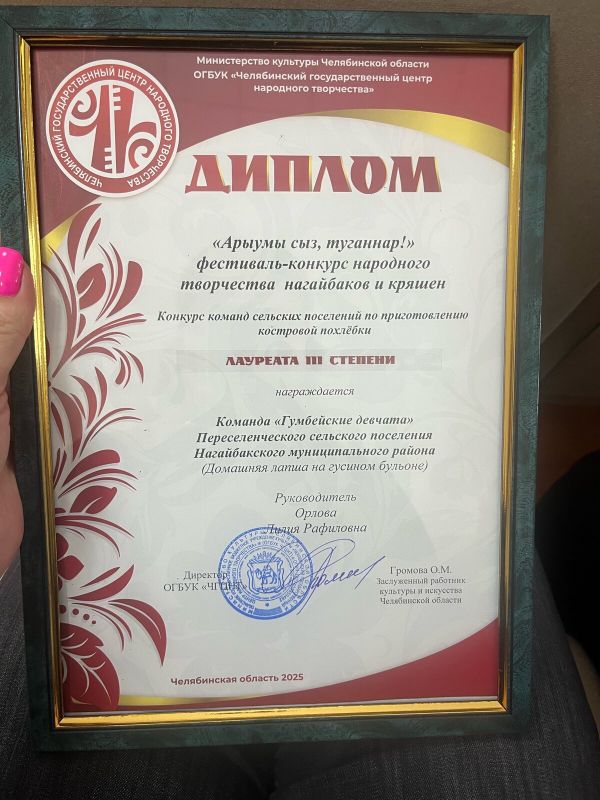 Министерство культуры Челябинской области
ОГБУК «Челябинский государственный центр
народного творчества»
ЧЕЛЯБИНСКИЙ ГОСУДАРСТВЕННЫЙ ЦЕНТР НАРОДНОГО ТВОРЧЕСТВА
ДИПЛОМ
«Арыумы сыз, туганнар!»
фестиваль-конкурс народного
творчества нагайбаков и кряшен
Конкурс команд сельских поселений по приготовлению
костровой похлёбки
ЛАУРЕАТА III СТЕПЕНИ
награждается
Команда «Гумбейские девчата»
Переселенческого сельского поселения
Нагайбакского муниципального района
(Домашняя лапша на гусином бульоне)
Руководитель
Орлова
Лилия Рафиловна
Директор
ОГБУК «ЧГЦНТ»
Громова О.М.
Заслуженный работник
культуры и искусства
Челябинской области
Челябинская область 2025